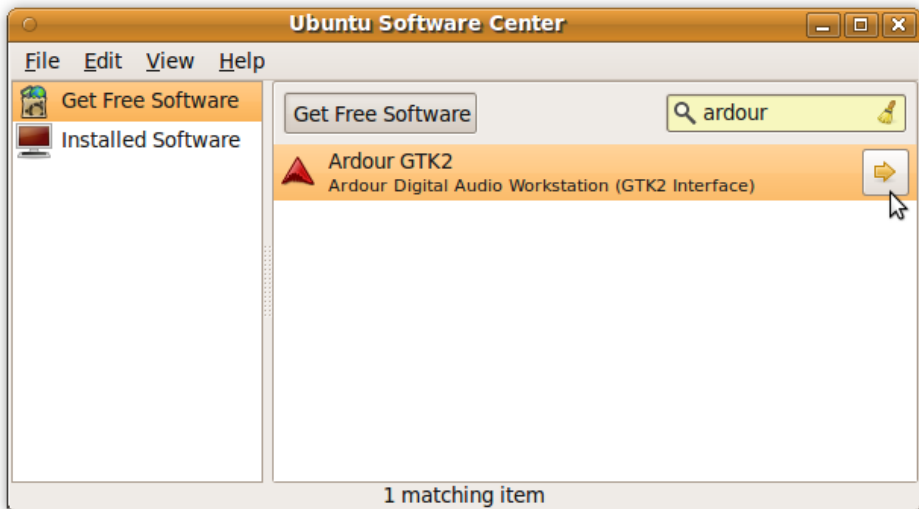 Ubuntu Software Center
File Edit View Help
Get Free Software
Installed Software
Get Free Software
ardour
Ardour GTK2
Ardour Digital Audio Workstation (GTK2 Interface)
1 matching item